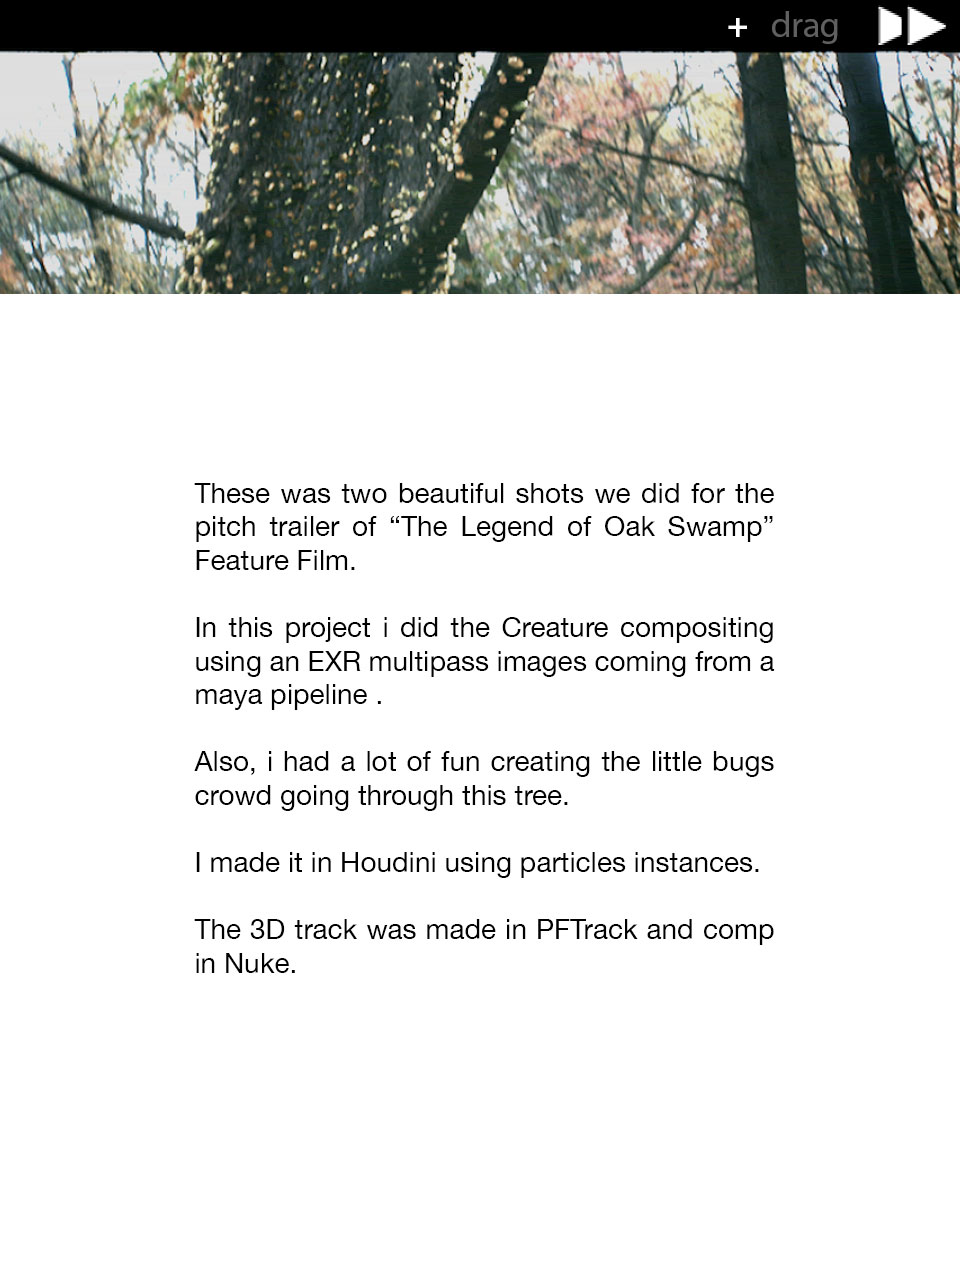 + drag
These was two beautiful shots we did for the
pitch trailer of “The Legend of Oak Swamp”
Feature Film.
In this project i did the Creature compositing
using an EXR multipass images coming from a
maya pipeline .
Also, i had a lot of fun creating the little bugs
crowd going through this tree.
I made it in Houdini using particles instances.
The 3D track was made in PFTrack and comp
in Nuke.